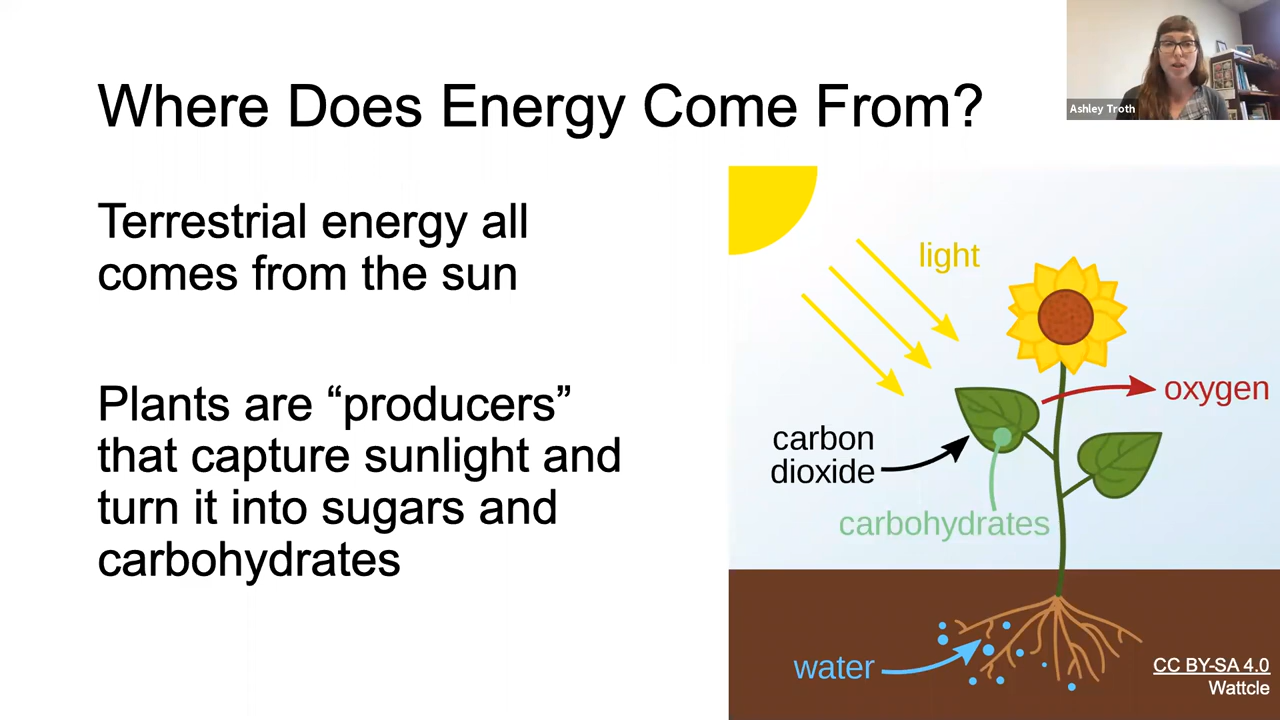 Where Does Energy Come From?
Ashley Troth
Terrestrial energy all
comes from the sun
Plants are “producers”
that capture sunlight and
turn it into sugars and
carbohydrates
light
oxygen
carbon
dioxide
carbohydrates
water
CC BY-SA 4.0
Wattcle